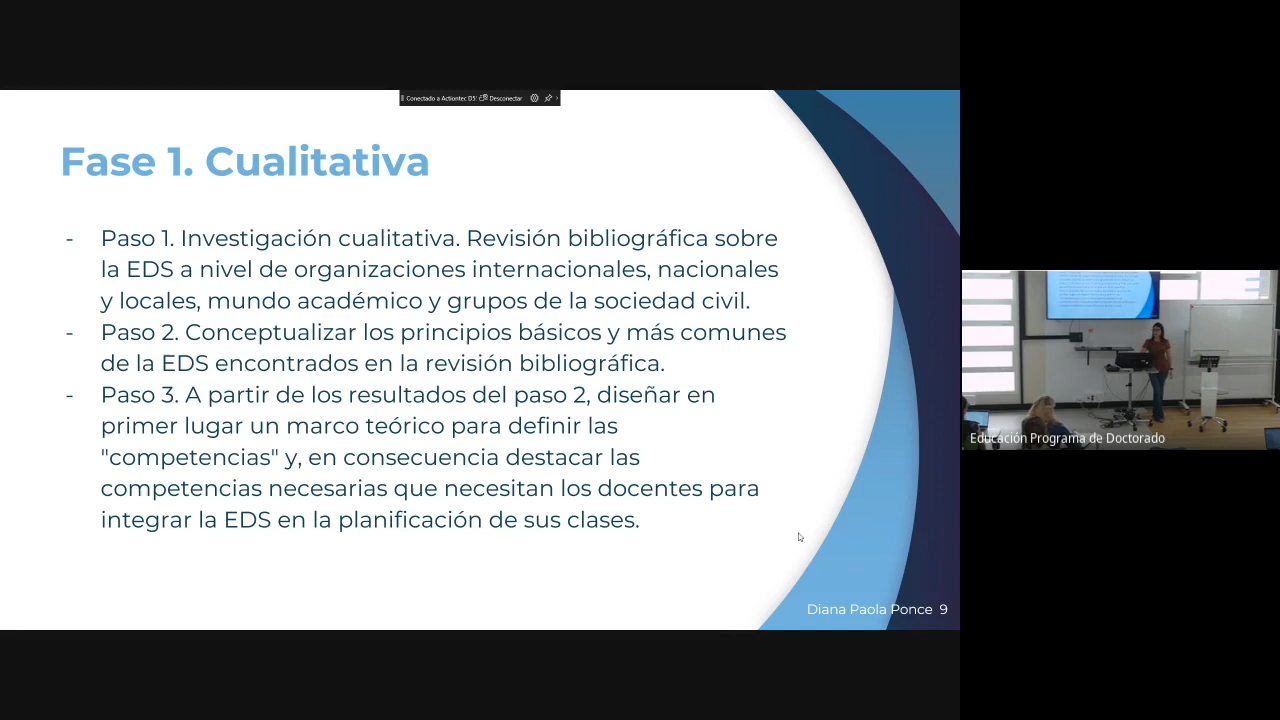 Conectado a Actiontec DS Desconectar
Fase 1. Cualitativa
- Paso 1. Investigación cualitativa. Revisión bibliográfica sobre
la EDS a nivel de organizaciones internacionales, nacionales
y locales, mundo académico y grupos de la sociedad civil.
- Paso 2. Conceptualizar los principios básicos y más comunes
de la EDS encontrados en la revisión bibliográfica.
- Paso 3. A partir de los resultados del paso 2, diseñar en
primer lugar un marco teórico para definir las
"competencias" y, en consecuencia destacar las
competencias necesarias que necesitan los docentes para
integrar la EDS en la planificación de sus clases.
Diana Paola Ponce 9
Educación Programa de Doctorado